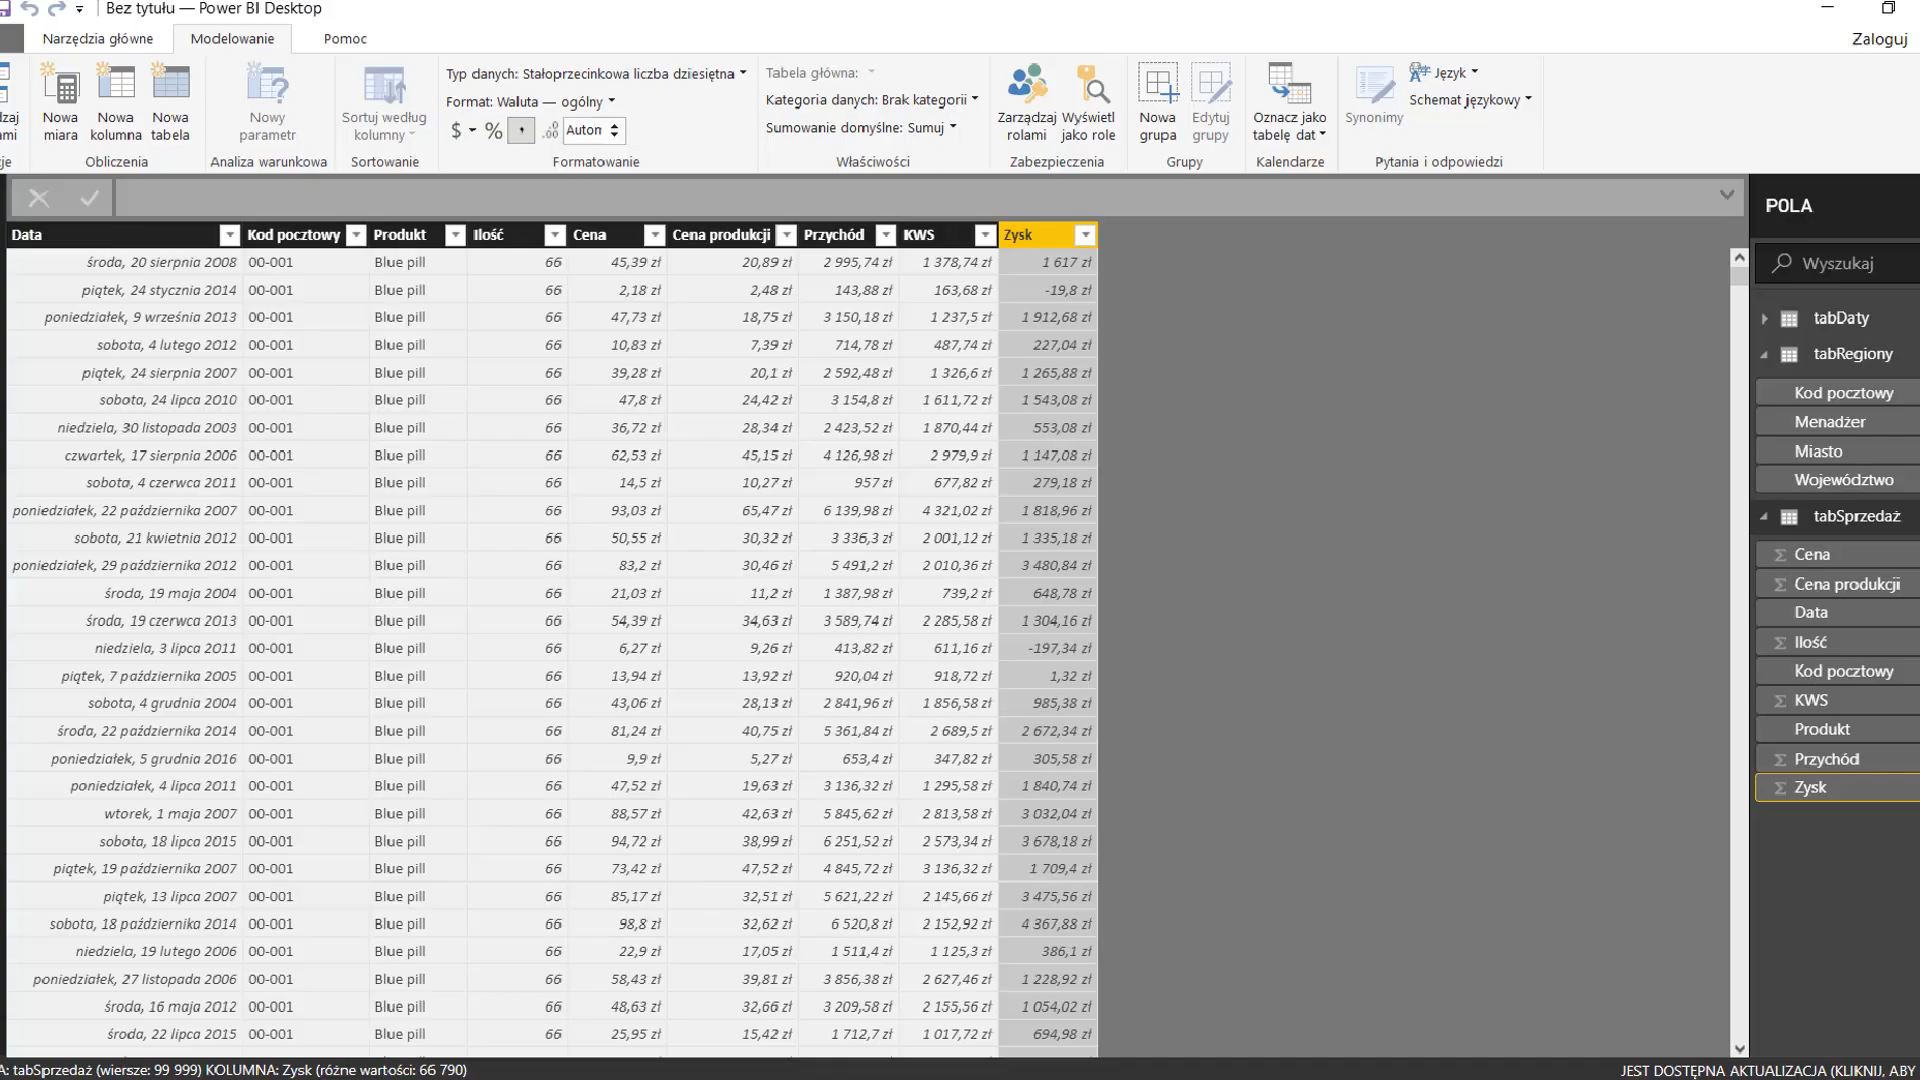 Bez tytułu — Power BI Desktop
Narzędzia główne Modelowanie Pomoc Zaloguj
Nowa miara
Nowa kolumna
Nowa tabela
Obliczenia
Nowy parametr
Analiza warunkowa
Sortuj według kolumny
Sortowanie
Typ danych: Stałoprzecinkowa liczba dziesiętna
Format: Waluta — ogólny
$ % , .00 Autom
Formatowanie
Tabela główna:
Kategoria danych: Brak kategorii
Sumowanie domyślne: Sumuj
Właściwości
Zarządzaj rolami
Wyświetl jako role
Zabezpieczenia
Nowa grupa
Edytuj grupy
Grupy
Oznacz jako tabelę dat
Kalendarze
Synonimy
Język
Schemat językowy
Pytania i odpowiedzi
Data Kod pocztowy Produkt Ilość Cena Cena produkcji Przychód KWS Zysk
środa, 20 sierpnia 2008 00-001 Blue pill 66 45,39 zł 20,89 zł 2 995,74 zł 1 378,74 zł 1 617 zł
piątek, 24 stycznia 2014 00-001 Blue pill 66 2,18 zł 2,48 zł 143,88 zł 163,68 zł -19,8 zł
poniedziałek, 9 września 2013 00-001 Blue pill 66 47,73 zł 18,75 zł 3 150,18 zł 1 237,5 zł 1 912,68 zł
sobota, 4 lutego 2012 00-001 Blue pill 66 10,83 zł 7,39 zł 714,78 zł 487,74 zł 227,04 zł
piątek, 24 sierpnia 2007 00-001 Blue pill 66 39,28 zł 20,1 zł 2 592,48 zł 1 326,6 zł 1 265,88 zł
sobota, 24 lipca 2010 00-001 Blue pill 66 47,8 zł 24,42 zł 3 154,8 zł 1 611,72 zł 1 543,08 zł
niedziela, 30 listopada 2003 00-001 Blue pill 66 36,72 zł 28,34 zł 2 423,52 zł 1 870,44 zł 553,08 zł
czwartek, 17 sierpnia 2006 00-001 Blue pill 66 62,53 zł 45,15 zł 4 126,98 zł 2 979,9 zł 1 147,08 zł
sobota, 4 czerwca 2011 00-001 Blue pill 66 14,5 zł 10,27 zł 957 zł 677,82 zł 279,18 zł
poniedziałek, 22 października 2007 00-001 Blue pill 66 93,03 zł 65,47 zł 6 139,98 zł 4 321,02 zł 1 818,96 zł
sobota, 21 kwietnia 2012 00-001 Blue pill 66 50,55 zł 30,32 zł 3 336,3 zł 2 001,12 zł 1 335,18 zł
poniedziałek, 29 października 2012 00-001 Blue pill 66 83,2 zł 30,46 zł 5 491,2 zł 2 010,36 zł 3 480,84 zł
środa, 19 maja 2004 00-001 Blue pill 66 21,03 zł 11,2 zł 1 387,98 zł 739,2 zł 648,78 zł
środa, 19 czerwca 2013 00-001 Blue pill 66 54,39 zł 34,63 zł 3 589,74 zł 2 285,58 zł 1 304,16 zł
niedziela, 3 lipca 2011 00-001 Blue pill 66 6,27 zł 9,26 zł 413,82 zł 611,16 zł -197,34 zł
piątek, 7 października 2005 00-001 Blue pill 66 13,94 zł 13,92 zł 920,04 zł 918,72 zł 1,32 zł
sobota, 4 grudnia 2004 00-001 Blue pill 66 43,06 zł 28,13 zł 2 841,96 zł 1 856,58 zł 985,38 zł
środa, 22 października 2014 00-001 Blue pill 66 81,24 zł 40,75 zł 5 361,84 zł 2 689,5 zł 2 672,34 zł
poniedziałek, 5 grudnia 2016 00-001 Blue pill 66 9,9 zł 5,27 zł 653,4 zł 347,82 zł 305,58 zł
poniedziałek, 4 lipca 2011 00-001 Blue pill 66 47,52 zł 19,63 zł 3 136,32 zł 1 295,58 zł 1 840,74 zł
wtorek, 1 maja 2007 00-001 Blue pill 66 88,57 zł 42,63 zł 5 845,62 zł 2 813,58 zł 3 032,04 zł
sobota, 18 lipca 2015 00-001 Blue pill 66 94,72 zł 38,99 zł 6 251,52 zł 2 573,34 zł 3 678,18 zł
piątek, 19 października 2007 00-001 Blue pill 66 73,42 zł 47,52 zł 4 845,72 zł 3 136,32 zł 1 709,4 zł
piątek, 13 lipca 2007 00-001 Blue pill 66 85,17 zł 32,51 zł 5 621,22 zł 2 145,66 zł 3 475,56 zł
sobota, 18 października 2014 00-001 Blue pill 66 98,8 zł 32,62 zł 6 520,8 zł 2 152,92 zł 4 367,88 zł
niedziela, 19 lutego 2006 00-001 Blue pill 66 22,9 zł 17,05 zł 1 511,4 zł 1 125,3 zł 386,1 zł
poniedziałek, 27 listopada 2006 00-001 Blue pill 66 58,43 zł 39,81 zł 3 856,38 zł 2 627,46 zł 1 228,92 zł
środa, 16 maja 2012 00-001 Blue pill 66 48,63 zł 32,66 zł 3 209,58 zł 2 155,56 zł 1 054,02 zł
środa, 22 lipca 2015 00-001 Blue pill 66 25,95 zł 15,42 zł 1 712,7 zł 1 017,72 zł 694,98 zł
POLA
Wyszukaj
tabDaty
tabRegiony
Kod pocztowy
Menadżer
Miasto
Województwo
tabSprzedaż
Cena
Cena produkcji
Data
Ilość
Kod pocztowy
KWS
Produkt
Przychód
Zysk
A: tabSprzedaż (wiersze: 99 999) KOLUMNA: Zysk (różne wartości: 66 790)
JEST DOSTĘPNA AKTUALIZACJA (KLIKNIJ, ABY